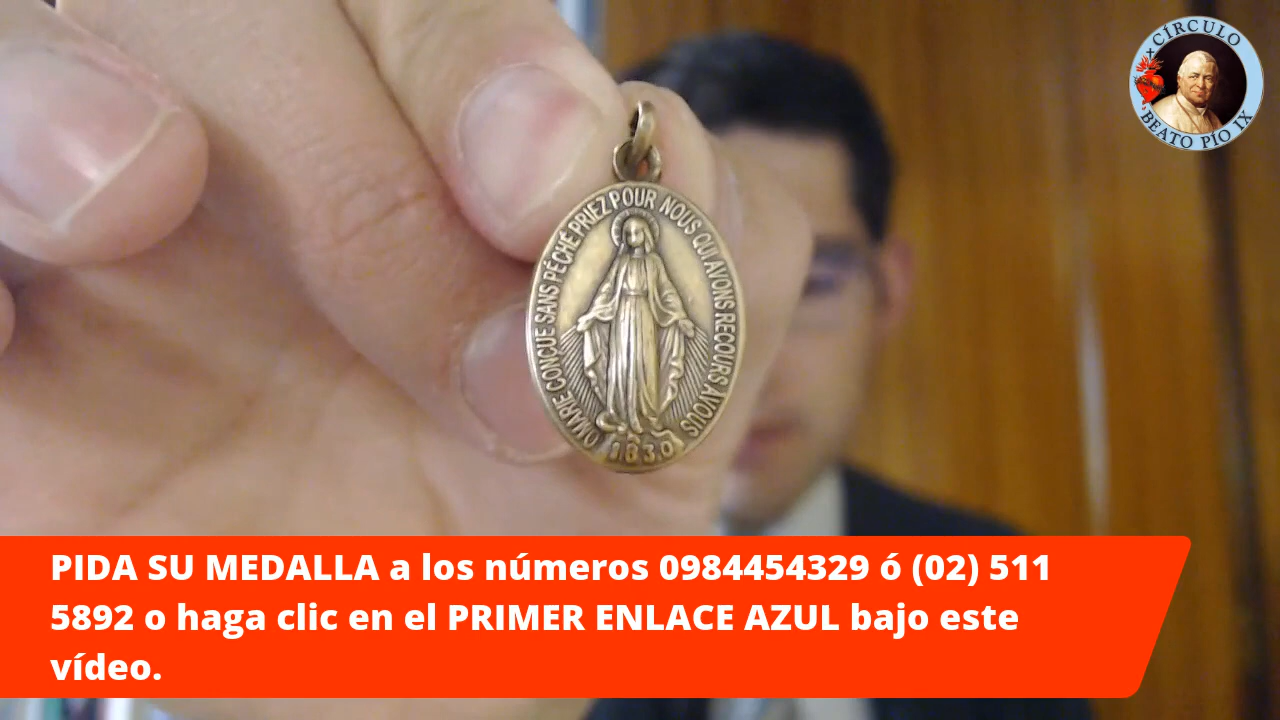 CÍRCULO
BEATO PÍO IX
O MARIE CONÇUE SANS PÉCHÉ PRIEZ POUR NOUS QUI AVONS RECOURS A VOUS
1830
PIDA SU MEDALLA a los números 0984454329 ó (02) 511
5892 o haga clic en el PRIMER ENLACE AZUL bajo este
vídeo.